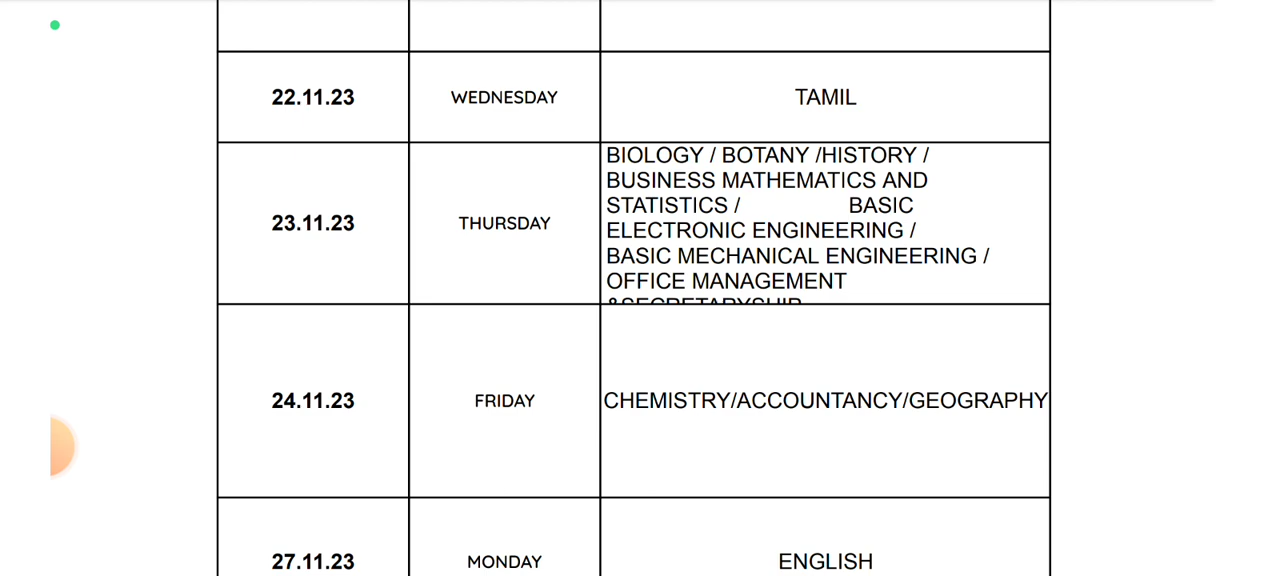 22.11.23 WEDNESDAY TAMIL
23.11.23 THURSDAY BIOLOGY / BOTANY /HISTORY /
BUSINESS MATHEMATICS AND
STATISTICS / BASIC
ELECTRONIC ENGINEERING /
BASIC MECHANICAL ENGINEERING /
OFFICE MANAGEMENT
&SECRETARYSHIP
24.11.23 FRIDAY CHEMISTRY/ACCOUNTANCY/GEOGRAPHY
27.11.23 MONDAY ENGLISH